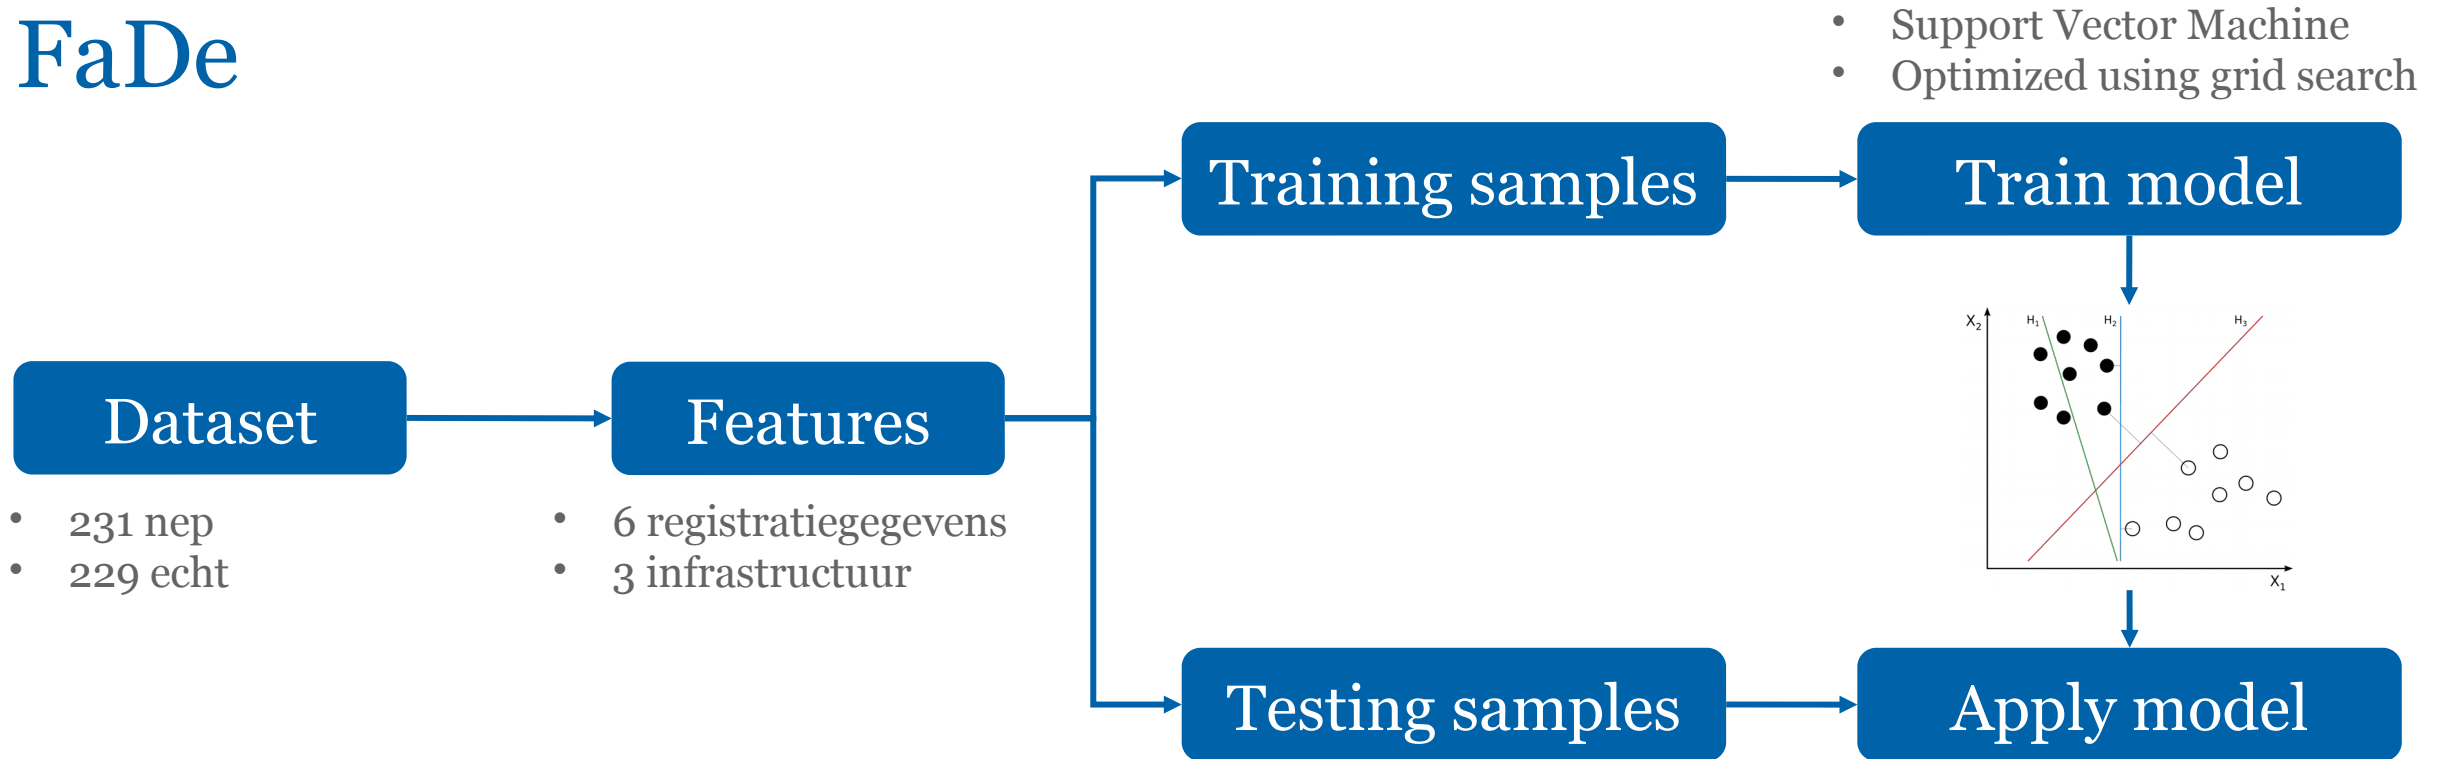 FaDe
• Support Vector Machine
• Optimized using grid search
Training samples
Train model
X2
H1
H2
H3
X1
Dataset
Features
• 231 nep
• 229 echt
• 6 registratiegegevens
• 3 infrastructuur
Testing samples
Apply model